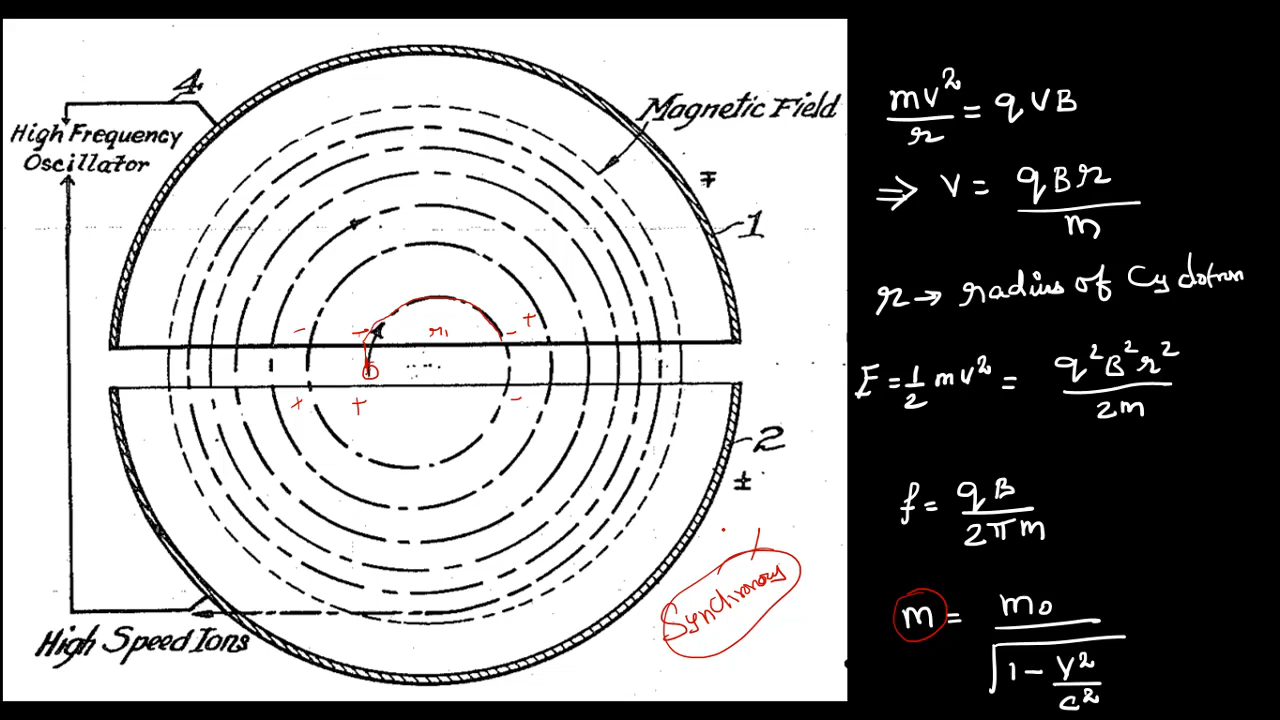 4
High Frequency
Oscillator
Magnetic Field
∓
1
- + r₁ - +
+ + -
2
±
Synchronous
High Speed Ions
mv²/r = qVB
⇒ V = qBr/m
r → radius of Cyclotron
E = 1/2 mv² = q²B²r²/2m
f = qB/2πm
m = m₀/√(1 - V²/c²)